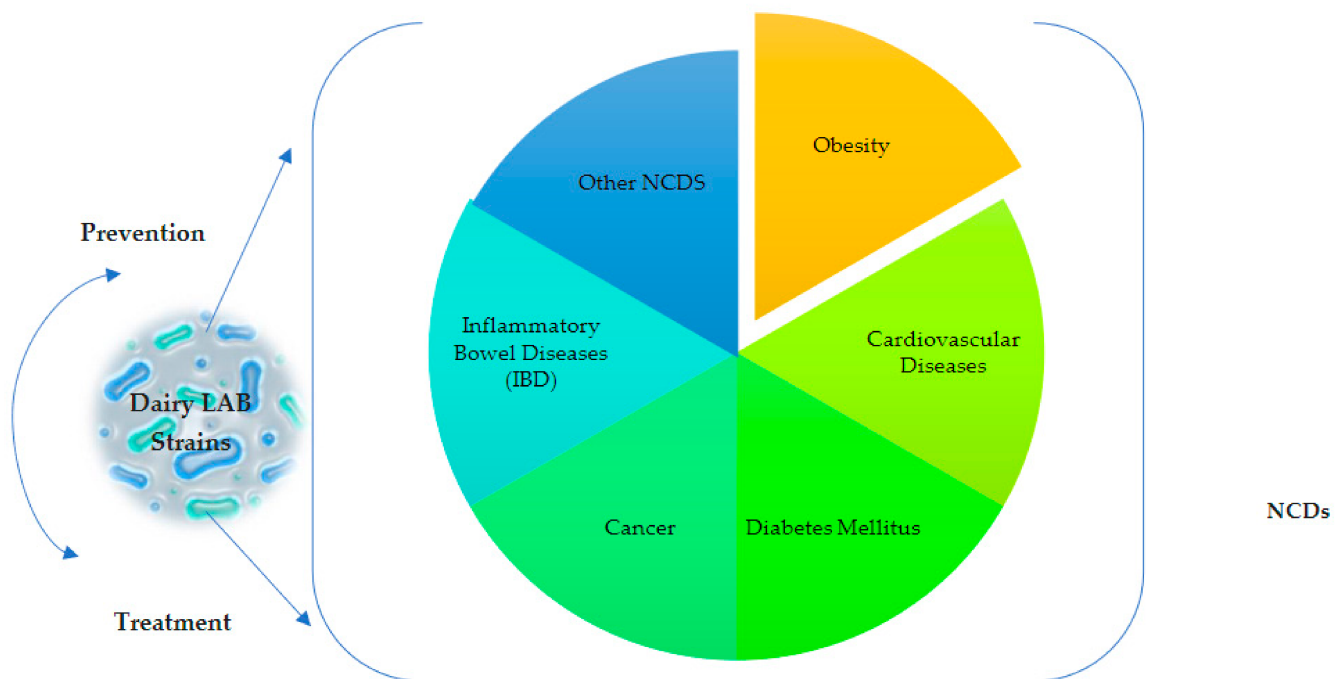 Prevention
Dairy LAB
Strains
Treatment
Other NCDS
Obesity
Inflammatory
Bowel Diseases
(IBD)
Cardiovascular
Diseases
Cancer
Diabetes Mellitus
NCDs